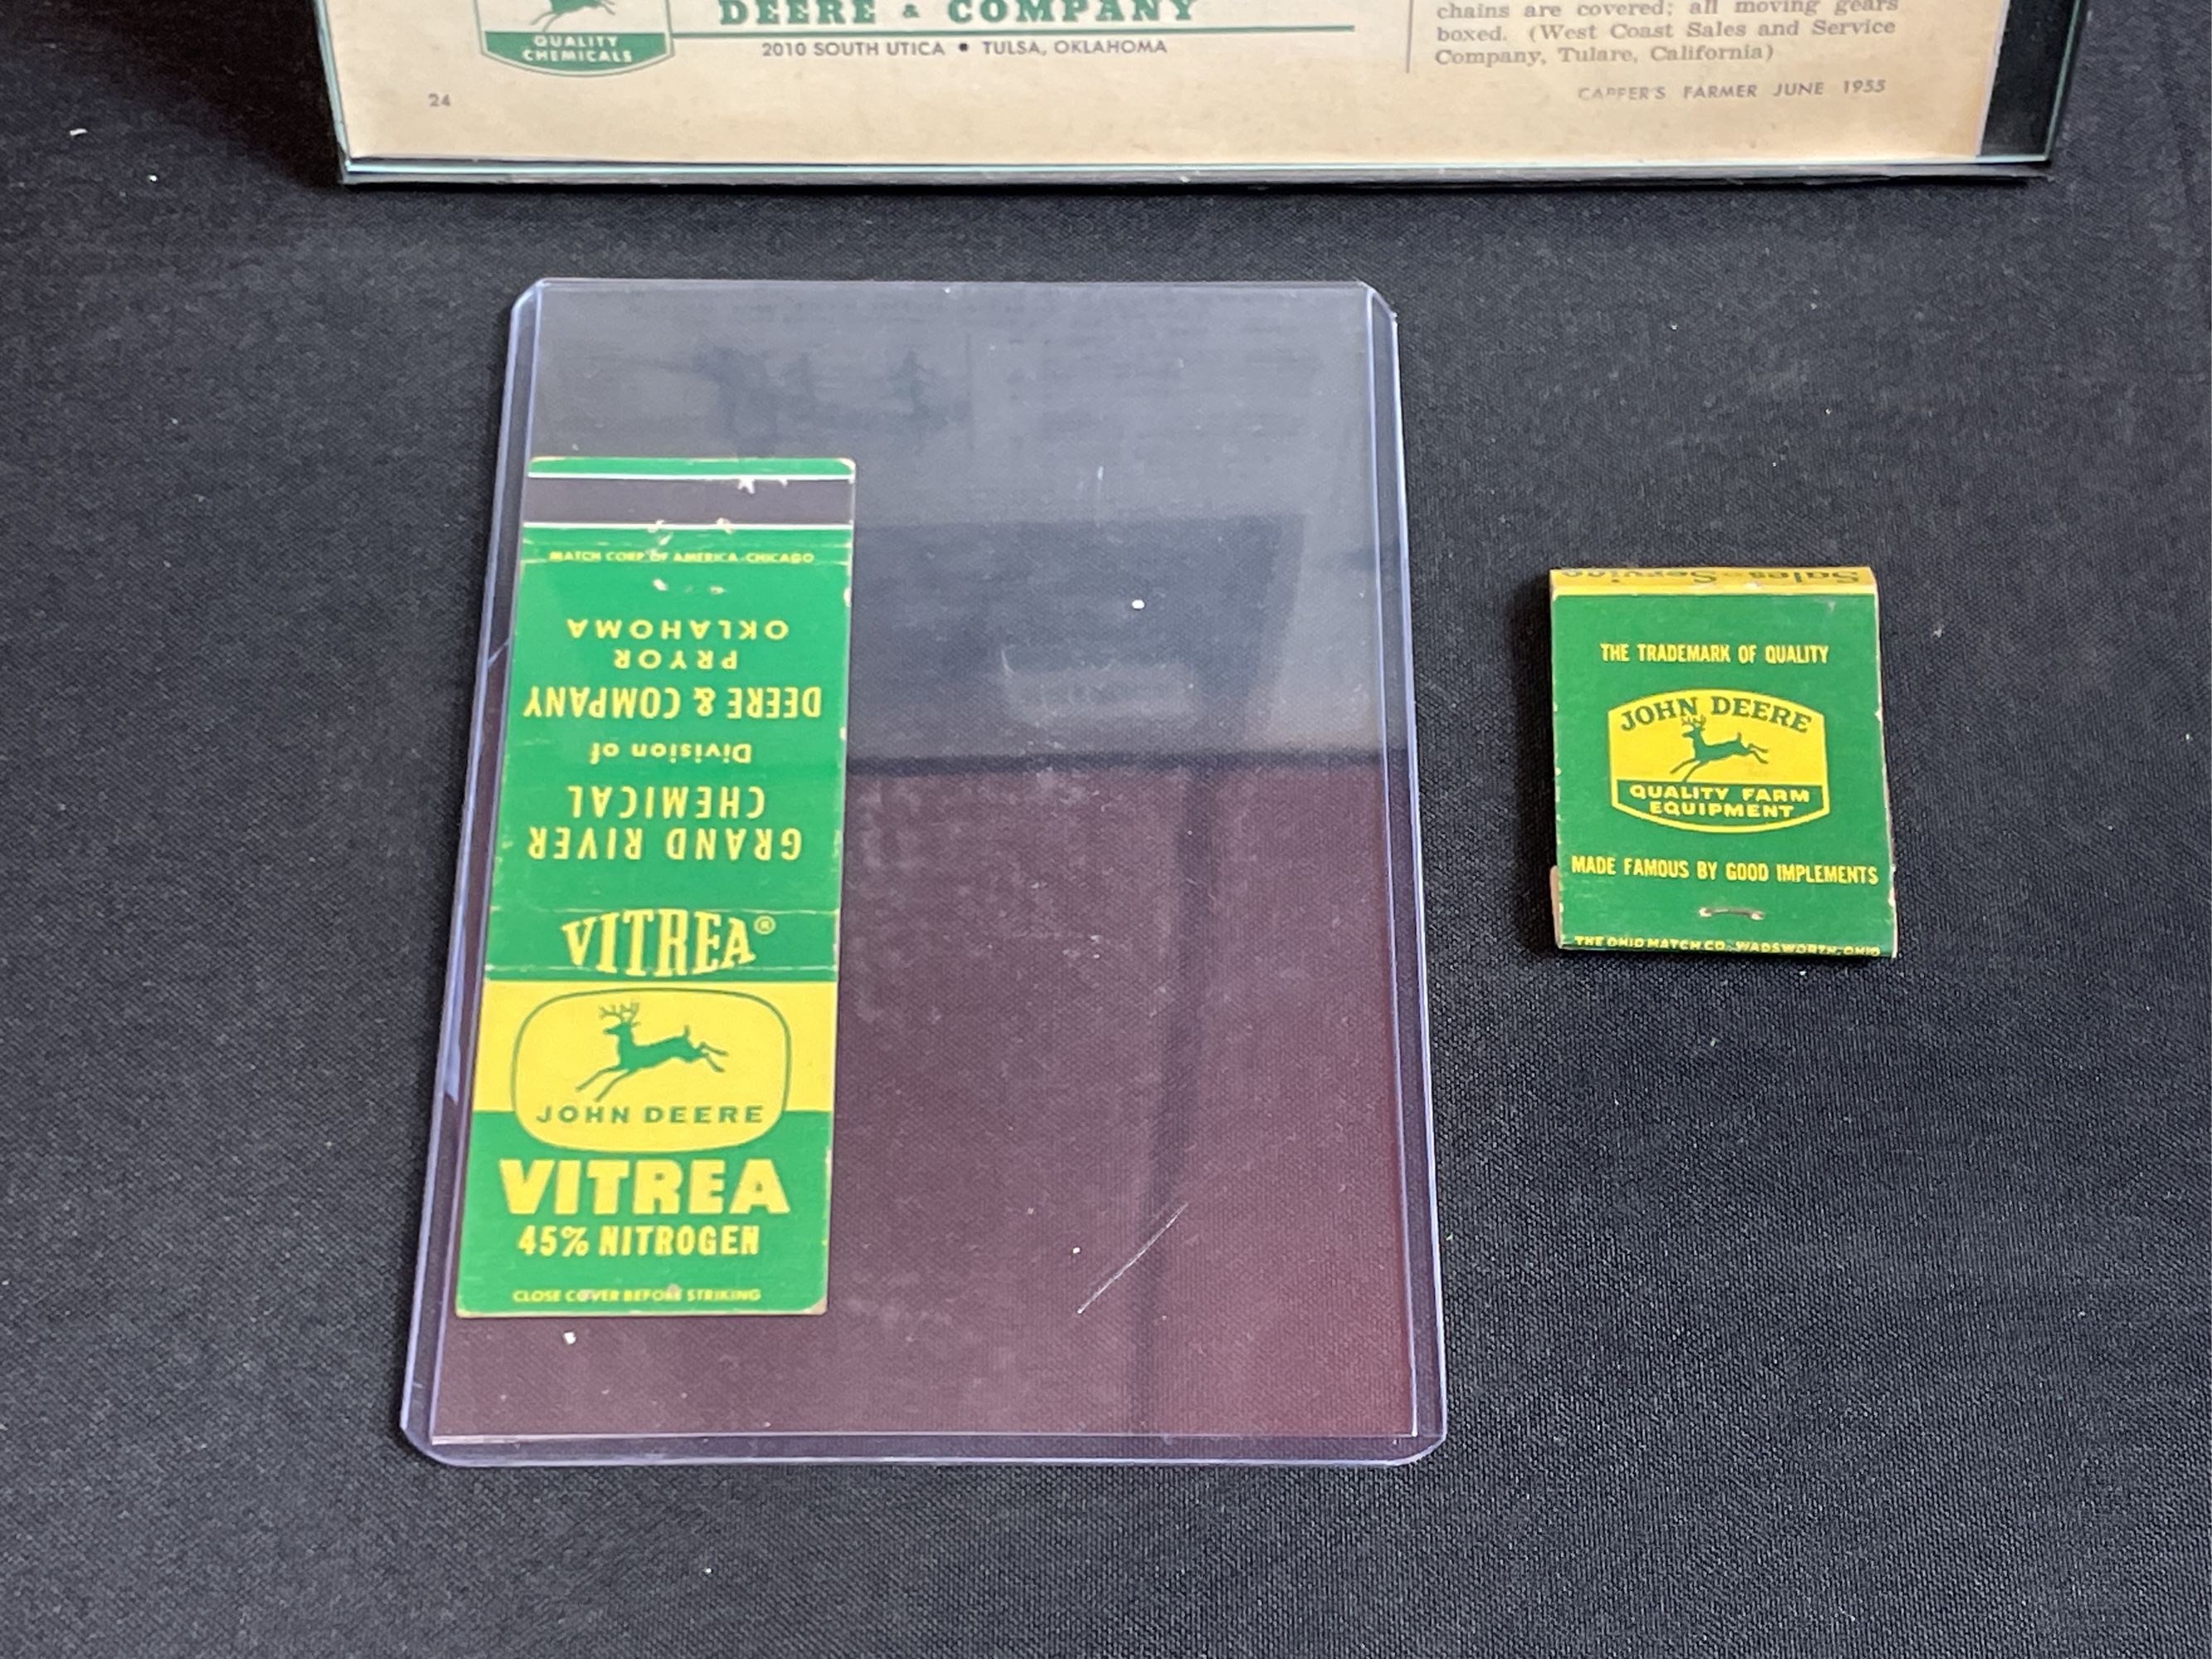 QUALITY
CHEMICALS
DEERE & COMPANY
2010 SOUTH UTICA • TULSA, OKLAHOMA
24
chains are covered; all moving gears
boxed. (West Coast Sales and Service
Company, Tulare, California)
CAPPER'S FARMER JUNE 1955
MATCH CORP. OF AMERICA-CHICAGO
GRAND RIVER
CHEMICAL
Division of
DEERE & COMPANY
PRYOR
OKLAHOMA
VITREA®
JOHN DEERE
VITREA
45% NITROGEN
CLOSE COVER BEFORE STRIKING
Sales-Service
THE TRADEMARK OF QUALITY
JOHN DEERE
QUALITY FARM
EQUIPMENT
MADE FAMOUS BY GOOD IMPLEMENTS
THE OHIO MATCH CO., WADSWORTH, OHIO